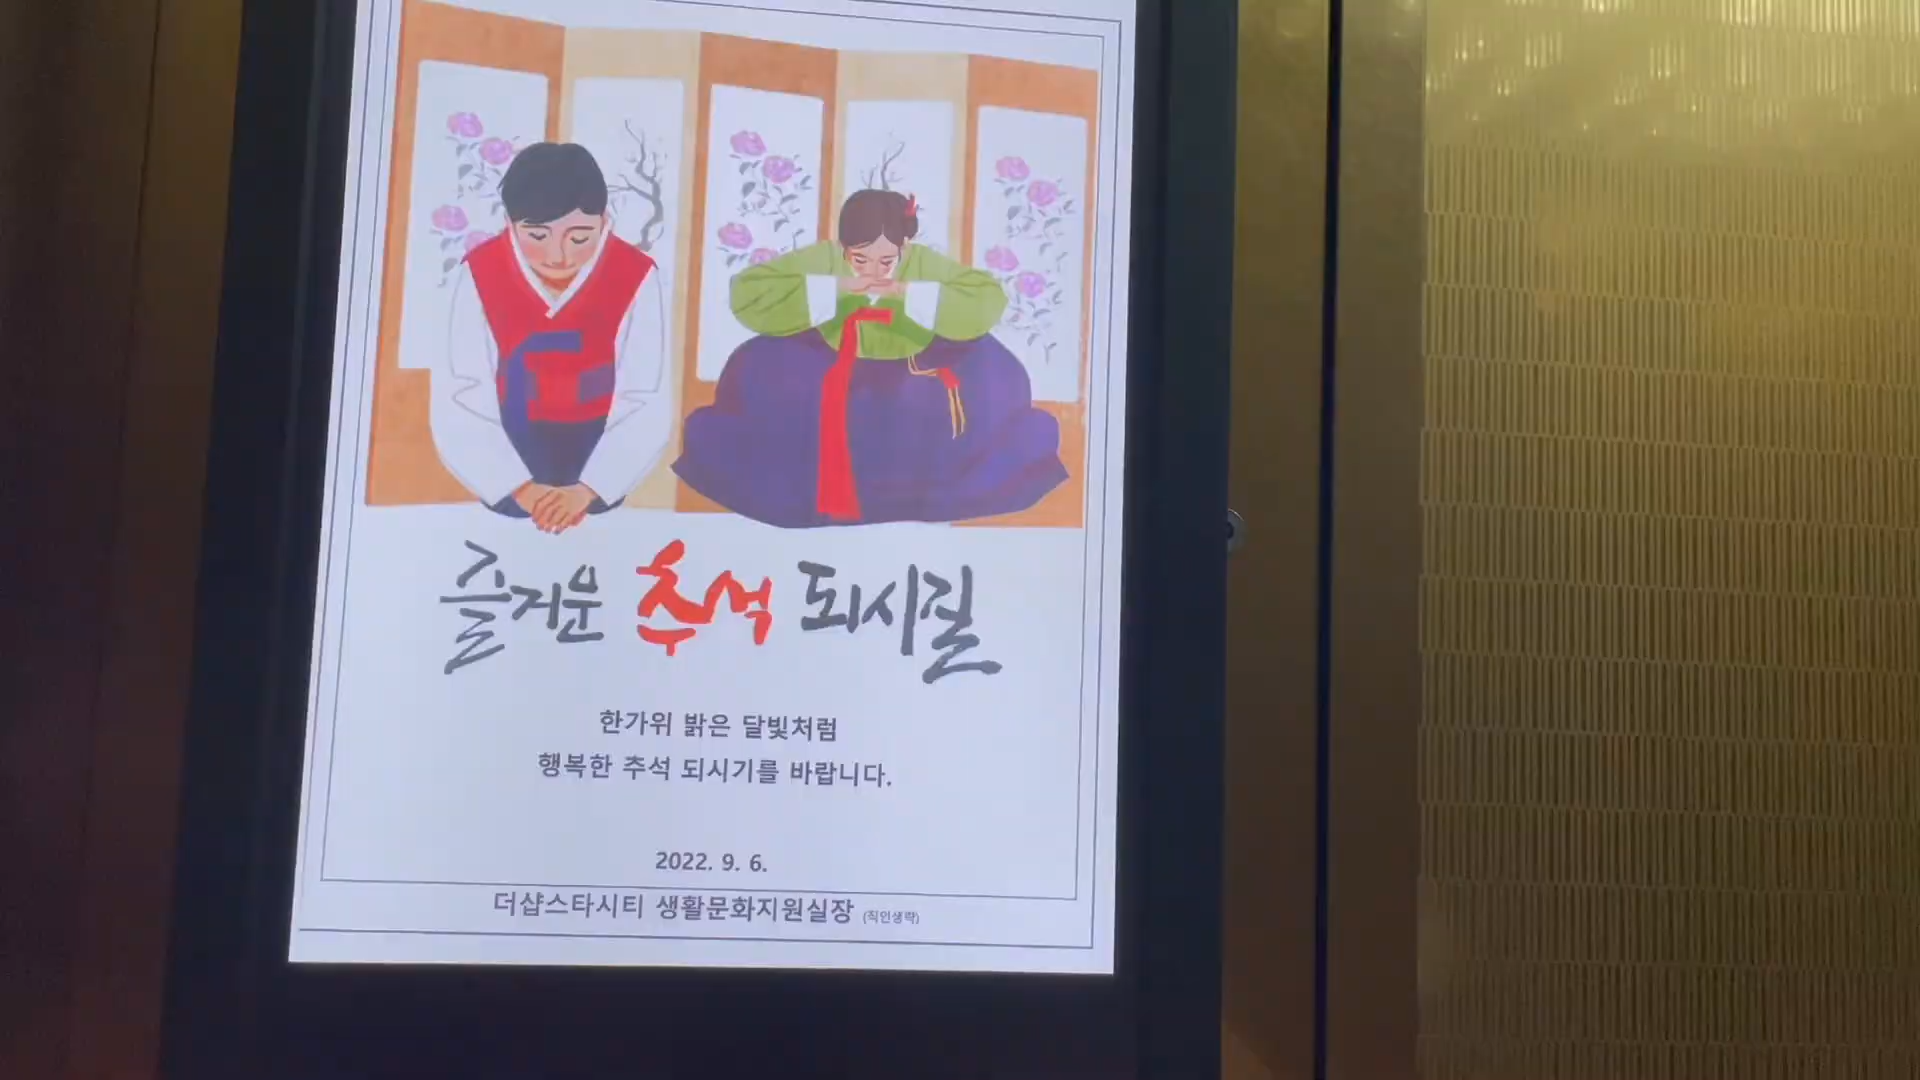 즐거운 추석 되시길
한가위 밝은 달빛처럼
행복한 추석 되시기를 바랍니다.
2022. 9. 6.
더샵스타시티 생활문화지원실장 (직인생략)